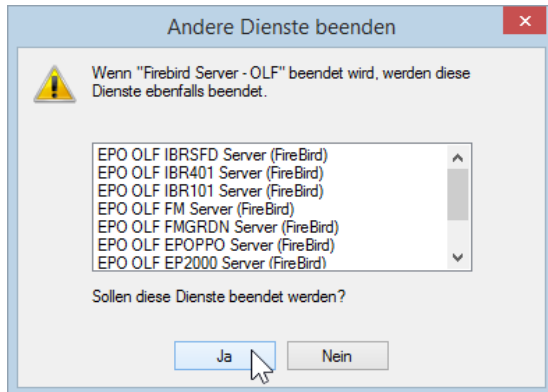 Andere Dienste beenden
Wenn "Firebird Server - OLF" beendet wird, werden diese
Dienste ebenfalls beendet.
EPO OLF IBRSFD Server (FireBird)
EPO OLF IBR401 Server (FireBird)
EPO OLF IBR101 Server (FireBird)
EPO OLF FM Server (FireBird)
EPO OLF FMGRDN Server (FireBird)
EPO OLF EPOPPO Server (FireBird)
EPO OLF EP2000 Server (FireBird)
Sollen diese Dienste beendet werden?
Ja
Nein